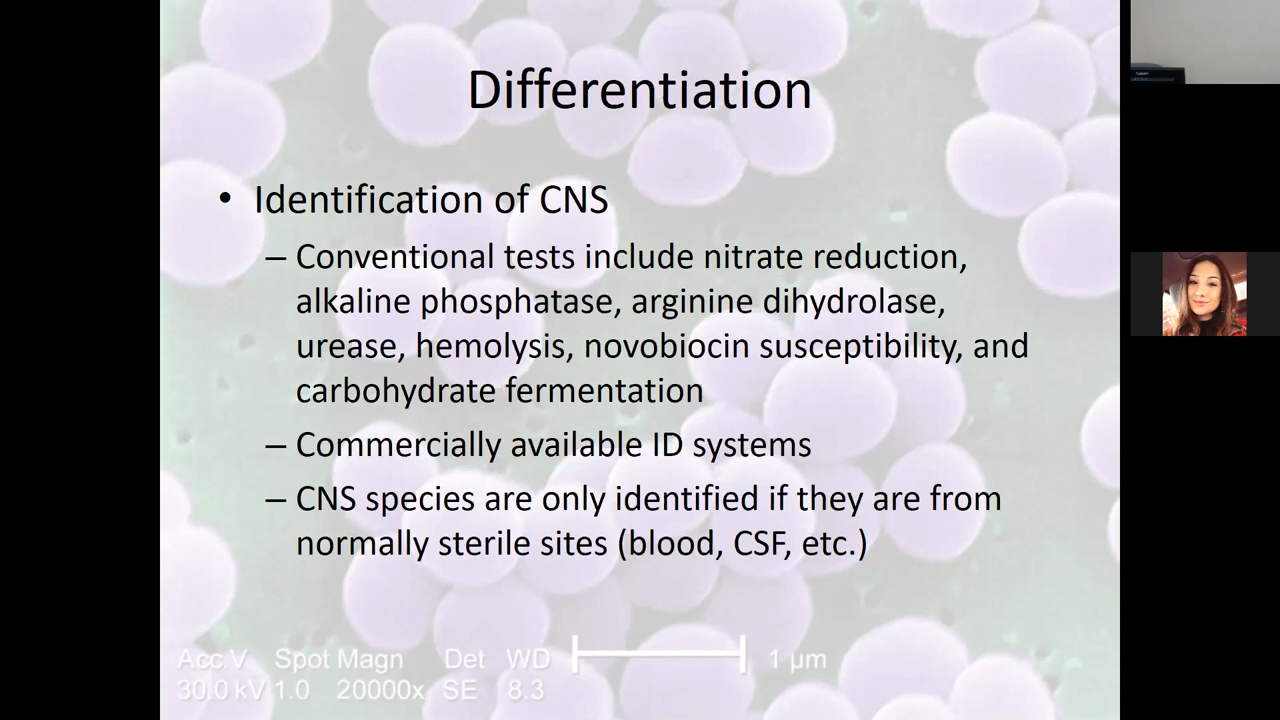 Differentiation
• Identification of CNS
– Conventional tests include nitrate reduction,
alkaline phosphatase, arginine dihydrolase,
urease, hemolysis, novobiocin susceptibility, and
carbohydrate fermentation
– Commercially available ID systems
– CNS species are only identified if they are from
normally sterile sites (blood, CSF, etc.)
Acc.V Spot Magn Det WD 1 µm
30.0 kV 1.0 20000x SE 8.3